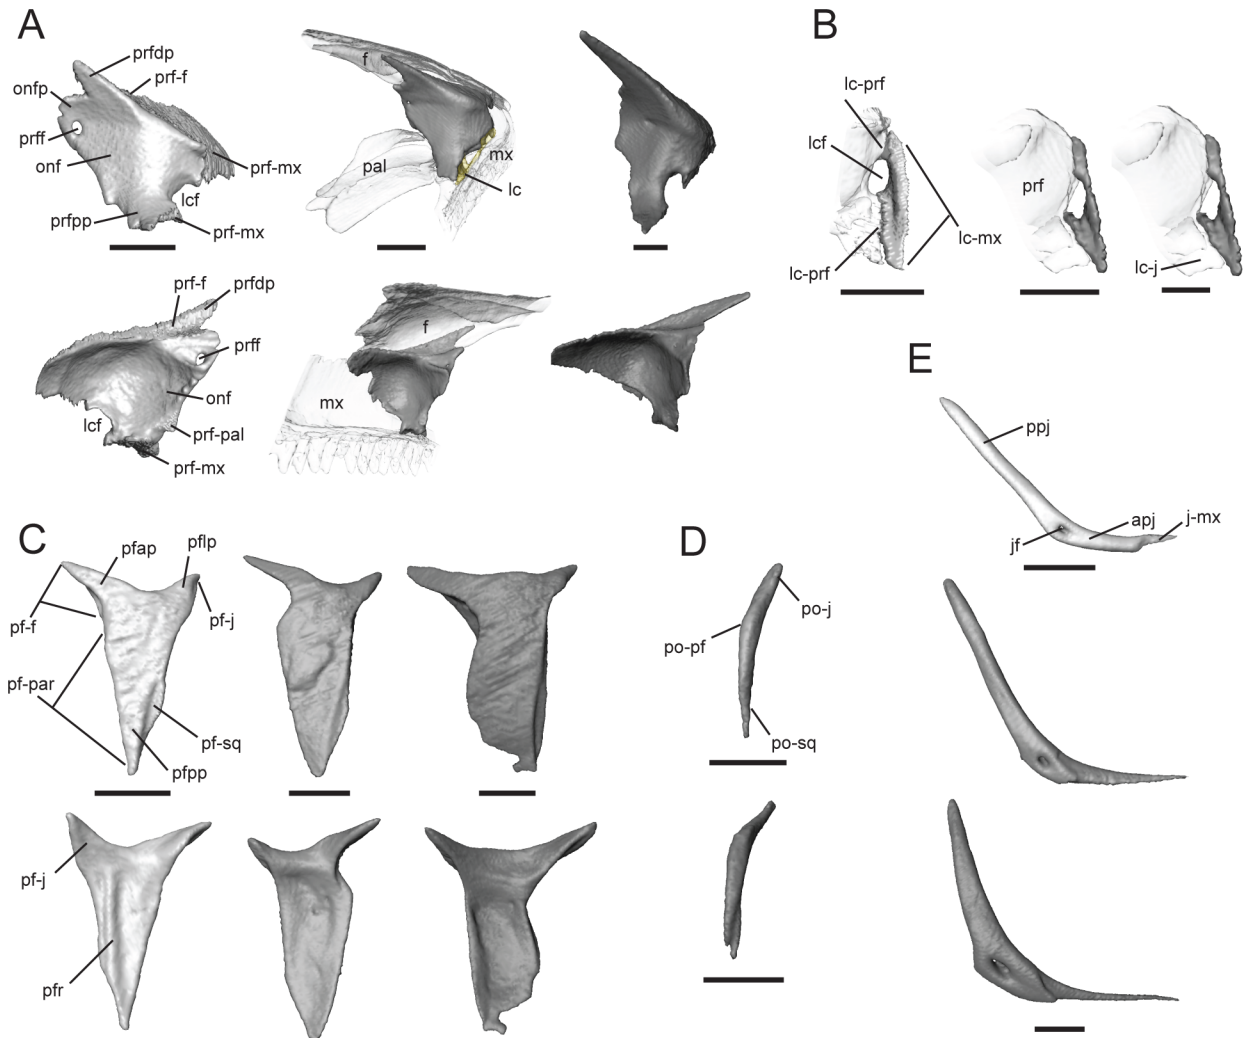 A
prfdp
prf-f
onfp
prff
onf
prf-mx
lcf
prfpp
prf-mx
f
pal
mx
lc
prf-f
prfdp
prff
onf
lcf
prf-pal
prf-mx
f
mx
B
lc-prf
lcf
lc-mx
lc-prf
prf
lc-j
C
pfap
pflp
pf-f
pf-j
pf-par
pf-sq
pfpp
pf-j
pfr
D
po-j
po-pf
po-sq
E
ppj
apj
j-mx
jf